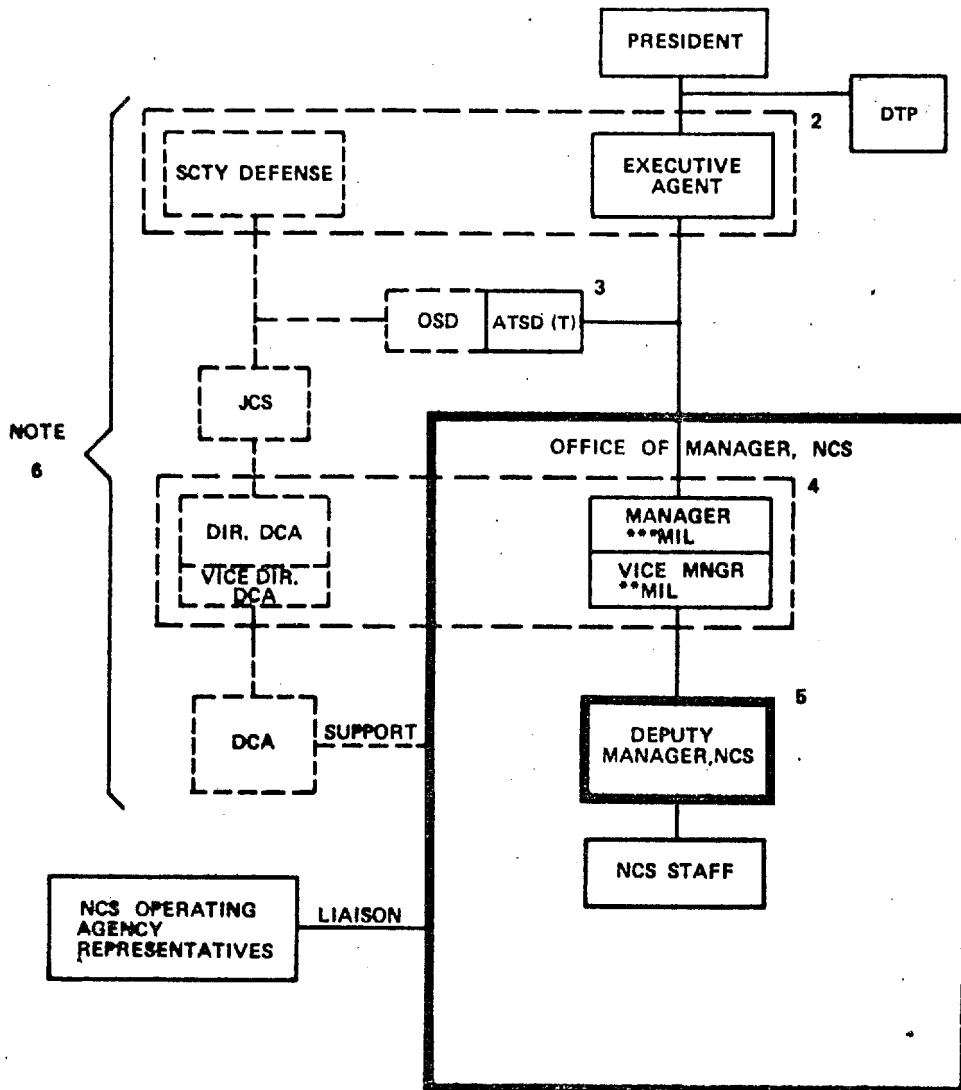 PRESIDENT
DTP
2
SCTY DEFENSE
EXECUTIVE
AGENT
3
OSD
ATSD (T)
JCS
NOTE
6
OFFICE OF MANAGER, NCS
4
DIR. DCA
VICE DIR.
DCA
MANAGER
***MIL
VICE MNGR
**MIL
5
DCA
SUPPORT
DEPUTY
MANAGER,NCS
NCS STAFF
NCS OPERATING
AGENCY
REPRESENTATIVES
LIAISON